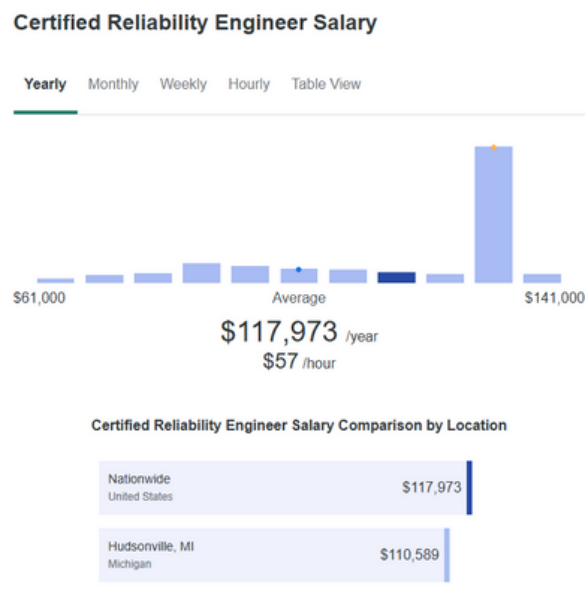 Certified Reliability Engineer Salary
Yearly Monthly Weekly Hourly Table View
$61,000 Average $141,000
$117,973 /year
$57 /hour
Certified Reliability Engineer Salary Comparison by Location
Nationwide
United States
$117,973
Hudsonville, MI
Michigan
$110,589